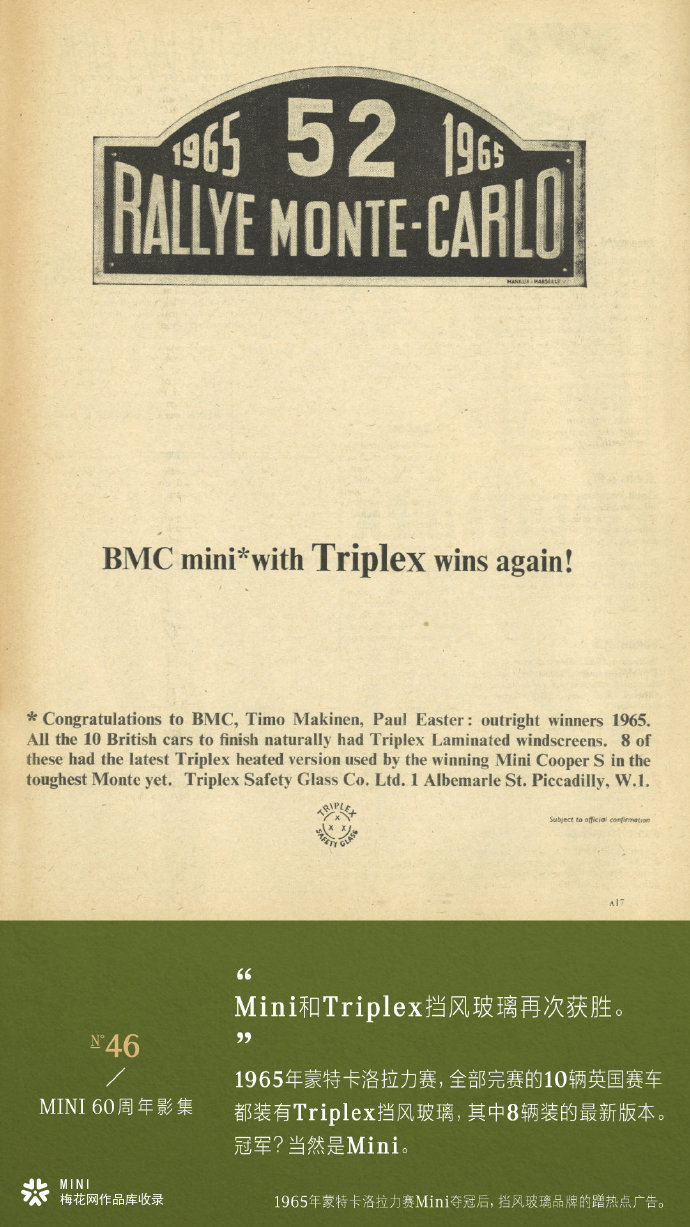 1965 52 1965
RALLYE MONTE-CARLO
BMC mini*with Triplex wins again!
* Congratulations to BMC, Timo Makinen, Paul Easter: outright winners 1965.
All the 10 British cars to finish naturally had Triplex Laminated windscreens. 8 of
these had the latest Triplex heated version used by the winning Mini Cooper S in the
toughest Monte yet. Triplex Safety Glass Co. Ltd. 1 Albemarle St. Piccadilly, W.1.
TRIPLEX
XXX
SAFETY GLASS
Subject to official confirmation
A17
“
Mini和Triplex挡风玻璃再次获胜。
”
N°46
MINI 60周年影集
1965年蒙特卡洛拉力赛,全部完赛的10辆英国赛车
都装有Triplex挡风玻璃,其中8辆装的最新版本。
冠军?当然是Mini。
MINI
梅花网作品库收录
1965年蒙特卡洛拉力赛Mini夺冠后,挡风玻璃品牌的蹭热点广告。